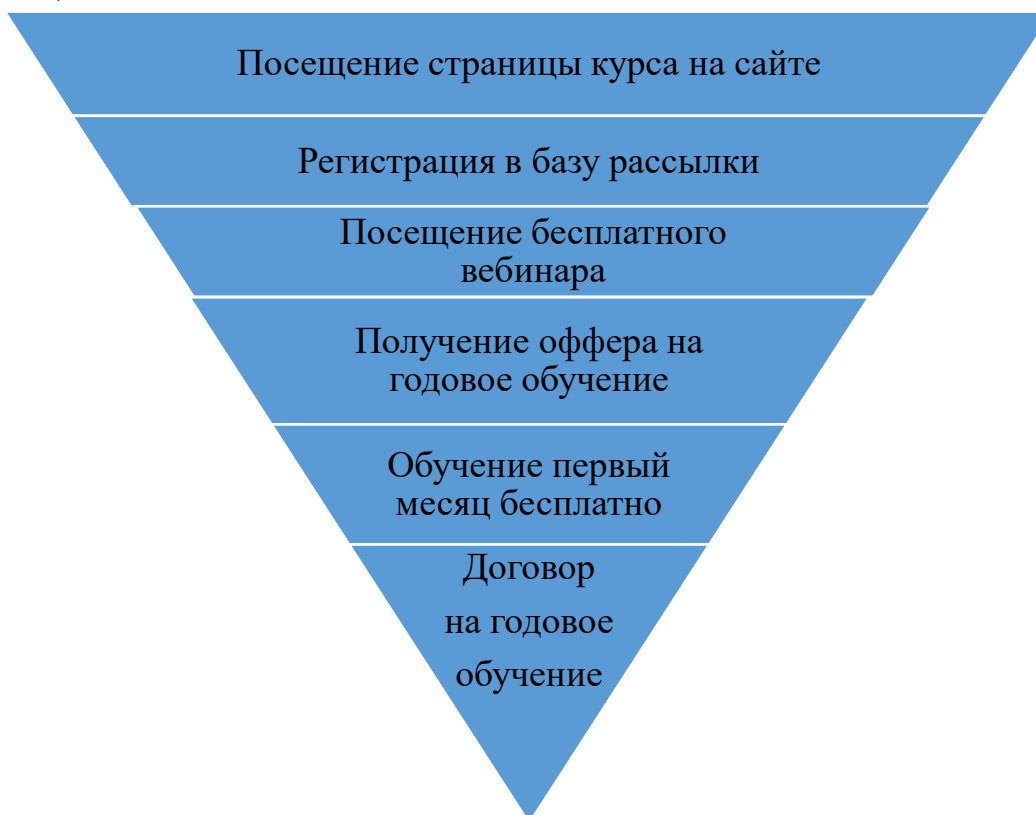 Посещение страницы курса на сайте
Регистрация в базу рассылки
Посещение бесплатного
вебинара
Получение оффера на
годовое обучение
Обучение первый
месяц бесплатно
Договор
на годовое
обучение